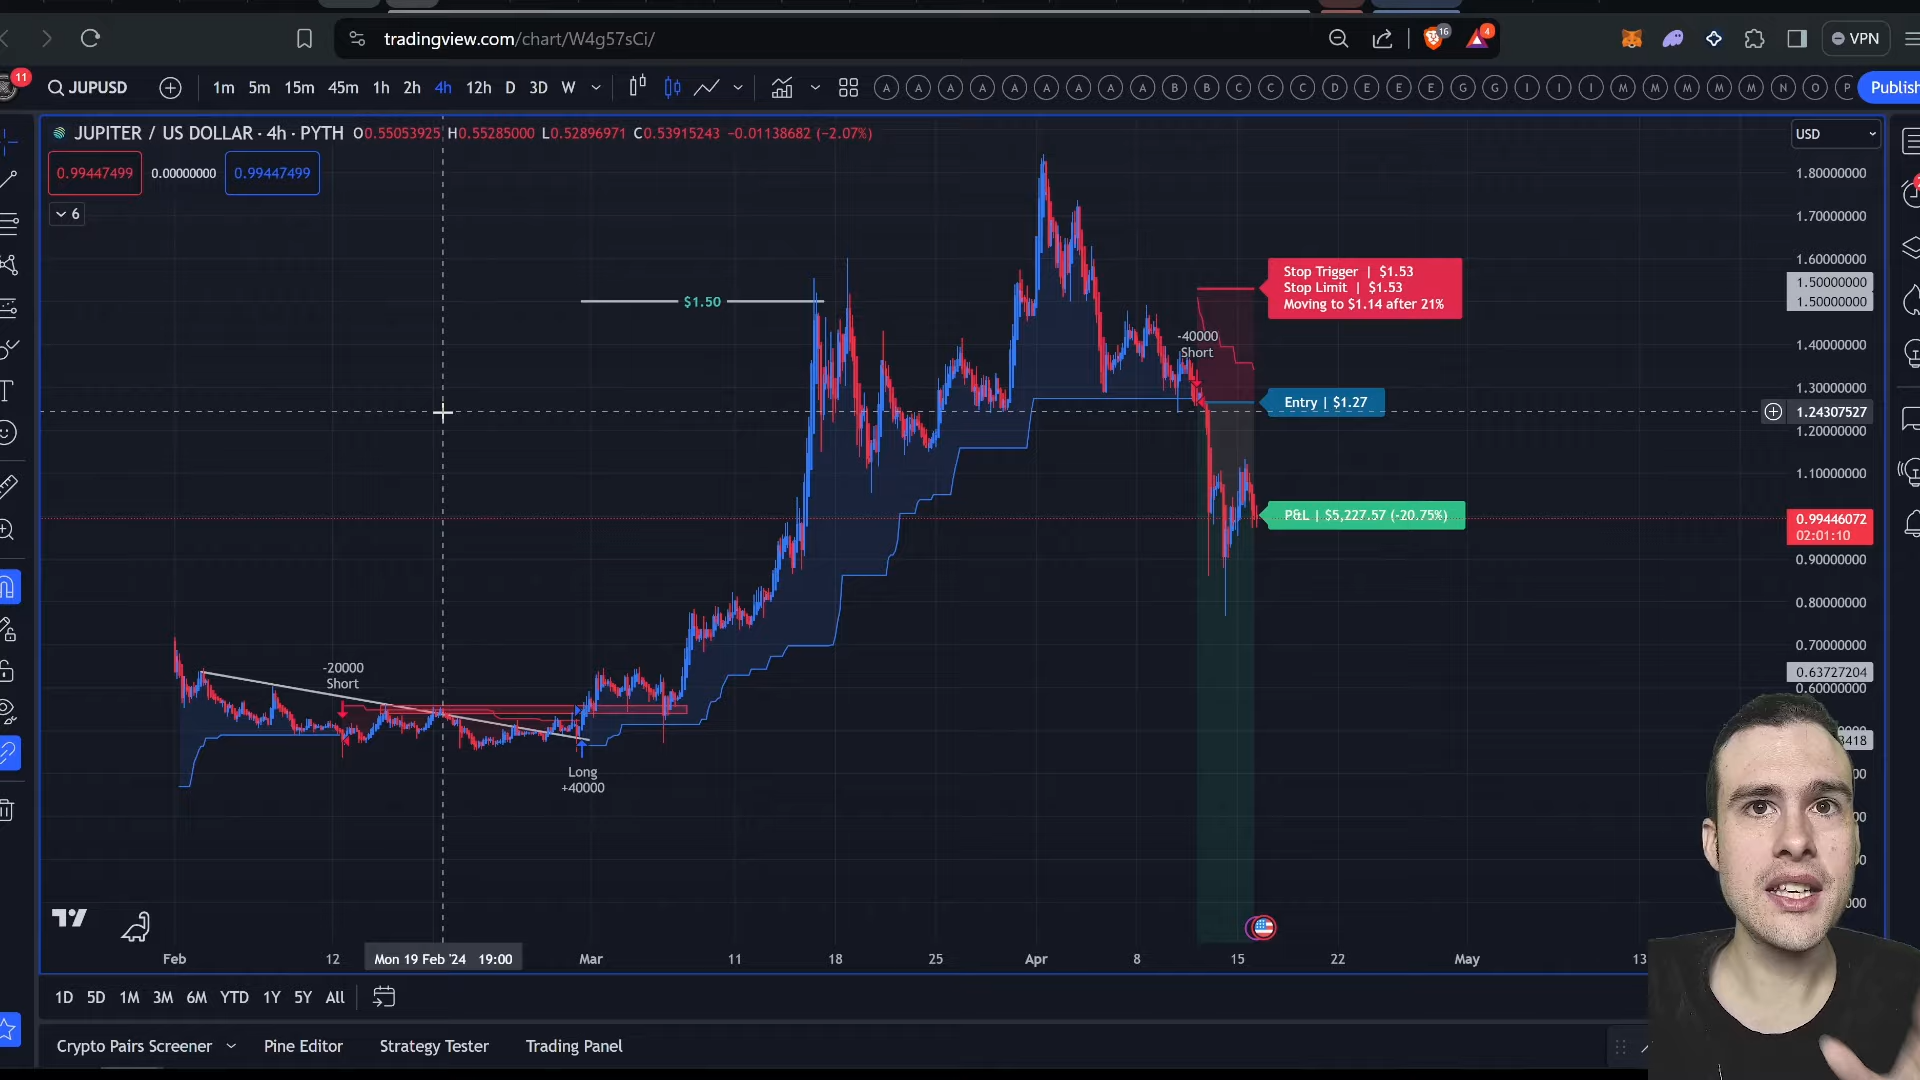 tradingview.com/chart/W4g57sCi/
16
4
VPN
11
JUPUSD
1m 5m 15m 45m 1h 2h 4h 12h D 3D W
A A A A A A A A A B B C C C D E E E G G I I I M M M M M N O P
Publish
JUPITER / US DOLLAR · 4h · PYTH O0.55053925 H0.55285000 L0.52896971 C0.53915243 −0.01138682 (−2.07%)
USD
0.99447499 0.00000000 0.99447499
6
1.80000000
1.70000000
1.60000000
1.50000000
1.50000000
1.40000000
1.30000000
1.24307527
1.20000000
1.10000000
0.99446072
02:01:10
0.90000000
0.80000000
0.70000000
0.63727204
0.60000000
3418
$1.50
Stop Trigger | $1.53
Stop Limit | $1.53
Moving to $1.14 after 21%
-40000
Short
Entry | $1.27
P&L | $5,227.57 (-20.75%)
-20000
Short
Long
+40000
Feb 12 Mon 19 Feb '24 19:00 Mar 11 18 25 Apr 8 15 22 May 13
1D 5D 1M 3M 6M YTD 1Y 5Y All
Crypto Pairs Screener Pine Editor Strategy Tester Trading Panel